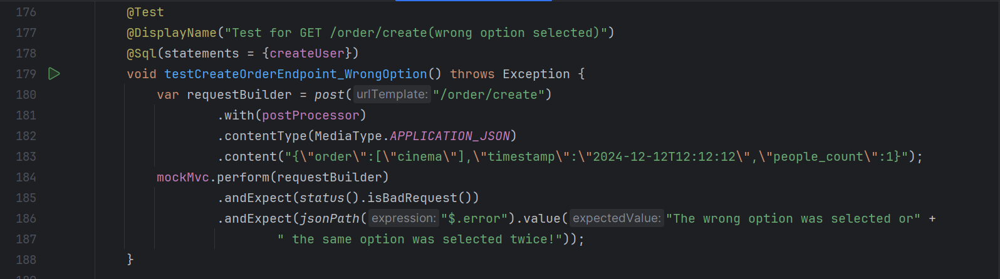 176 @Test
177 @DisplayName("Test for GET /order/create(wrong option selected)")
178 @Sql(statements = {createUser})
179 void testCreateOrderEndpoint_WrongOption() throws Exception {
180 var requestBuilder = post( urlTemplate: "/order/create")
181 .with(postProcessor)
182 .contentType(MediaType.APPLICATION_JSON)
183 .content("{\"order\":[\"cinema\"],\"timestamp\":\"2024-12-12T12:12:12\",\"people_count\":1}");
184 mockMvc.perform(requestBuilder)
185 .andExpect(status().isBadRequest())
186 .andExpect(jsonPath( expression: "$.error").value( expectedValue: "The wrong option was selected or" +
187 " the same option was selected twice!"));
188 }